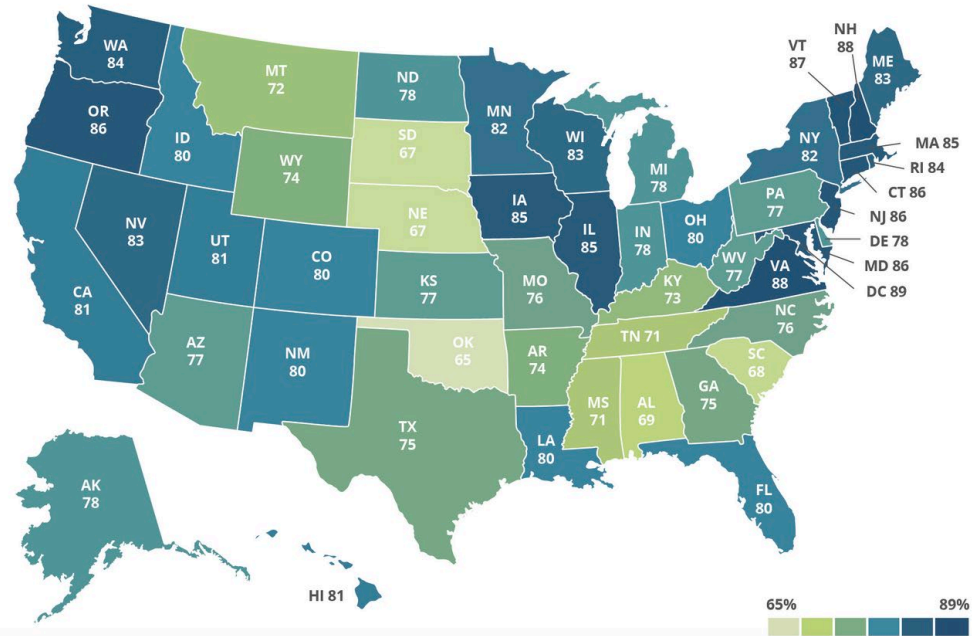 WA
84
OR
86
CA
81
NV
83
ID
80
MT
72
WY
74
UT
81
CO
80
AZ
77
NM
80
ND
78
SD
67
NE
67
KS
77
OK
65
TX
75
MN
82
IA
85
MO
76
AR
74
LA
80
WI
83
IL
85
MI
78
IN
78
OH
80
KY
73
TN 71
MS
71
AL
69
GA
75
FL
80
SC
68
NC
76
VA
88
WV
77
PA
77
NY
82
VT
87
NH
88
ME
83
MA 85
RI 84
CT 86
NJ 86
DE 78
MD 86
DC 89
AK
78
HI 81
65%
89%